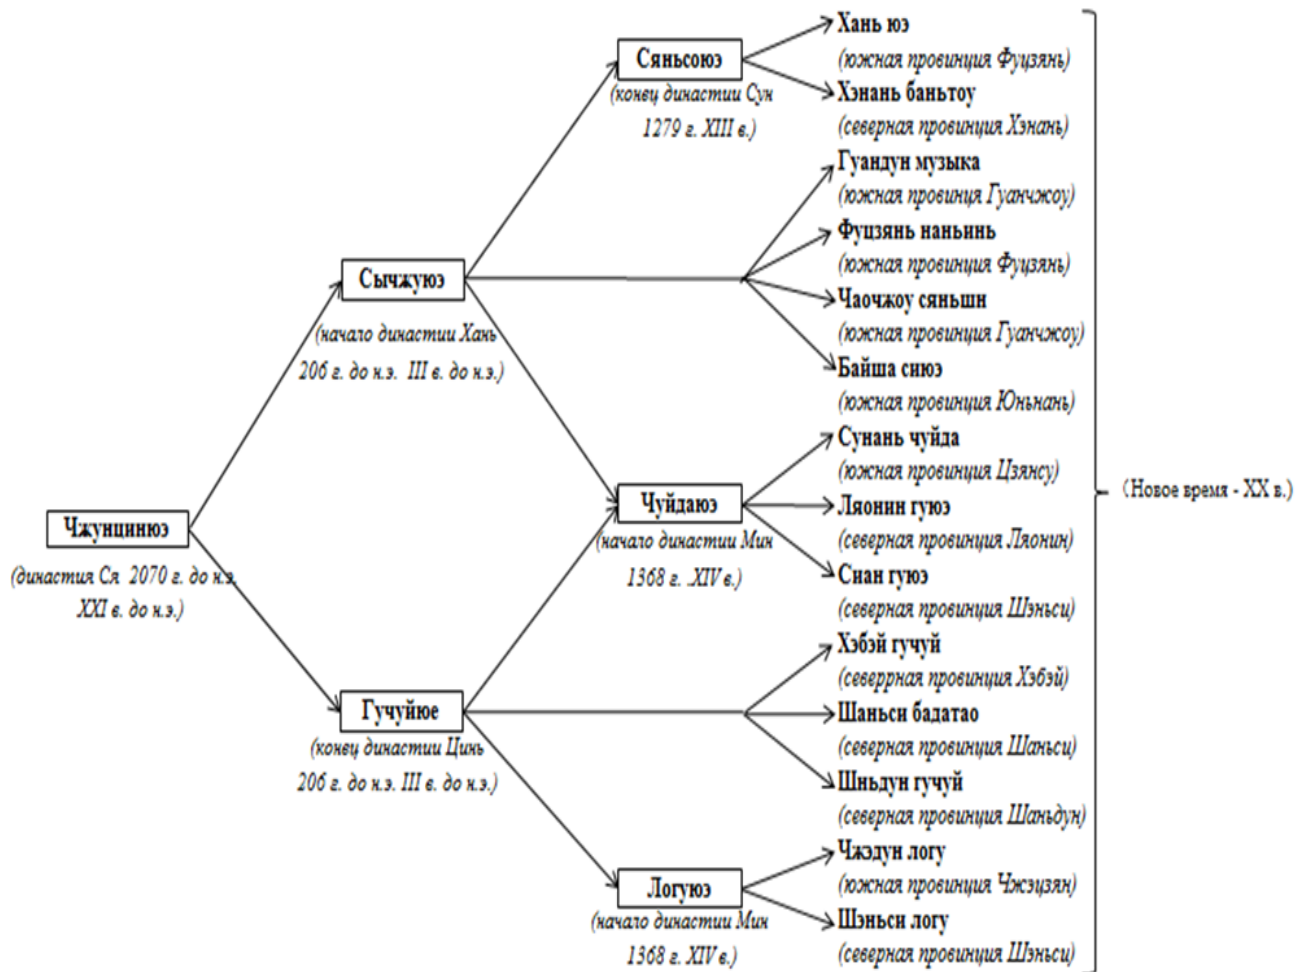 Чжунцинюэ
(династия Ся 2070 г. до н.э.
XXI в. до н.э.)
Сычжуюэ
(начало династии Хань
206 г. до н.э. III в. до н.э.)
Гучуйюе
(конец династии Цинь
206 г. до н.э. III в. до н.э.)
Сяньсоюэ
(конец династии Сун
1279 г. XIII в.)
Чуйдаюэ
(начало династии Мин
1368 г. .XIV в.)
Логуюэ
(начало династии Мин
1368 г. XIV в.)
Хань юэ
(южная провинция Фуцзянь)
Хэнань баньтоу
(северная провинция Хэнань)
Гуандун музыка
(южная провинця Гуанчжоу)
Фуцзянь наньинь
(южная провинция Фуцзянь)
Чаочжоу сяньшн
(южная провинция Гуанчжоу)
Байша сиюэ
(южная провинция Юньнань)
Сунань чуйда
(южная провинция Цзянсу)
Ляонин гуюэ
(северная провинция Ляонин)
Сиан гуюэ
(северная провинция Шэньси)
Хэбэй гучуй
(северрная провинция Хэбэй)
Шаньси бадатао
(северная провинция Шаньси)
Шньдун гучуй
(северная провинция Шаньдун)
Чжэдун логу
(южная провинция Чжэцзян)
Шэньси логу
(северная провинция Шэньси)
(Новое время - XX в.)